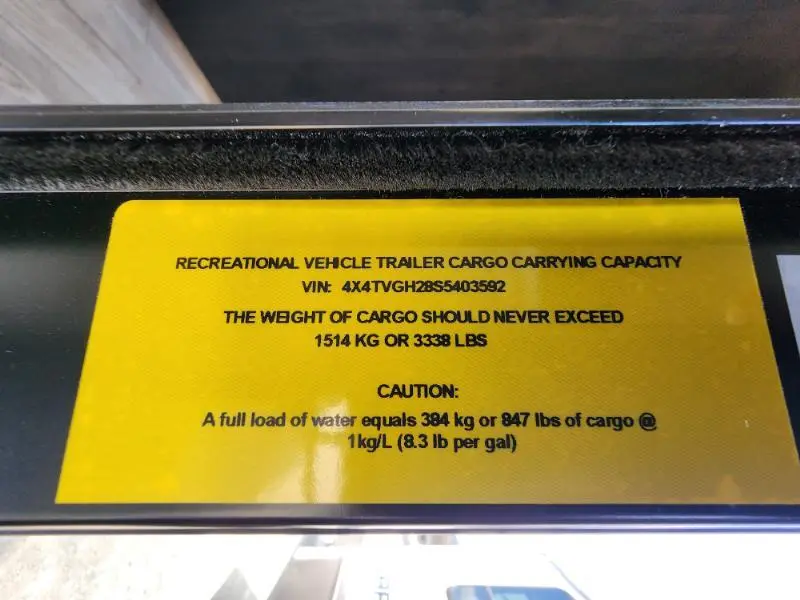 RECREATIONAL VEHICLE TRAILER CARGO CARRYING CAPACITY
VIN: 4X4TVGH28S5403592
THE WEIGHT OF CARGO SHOULD NEVER EXCEED
1514 KG OR 3338 LBS
CAUTION:
A full load of water equals 384 kg or 847 lbs of cargo @
1kg/L (8.3 lb per gal)